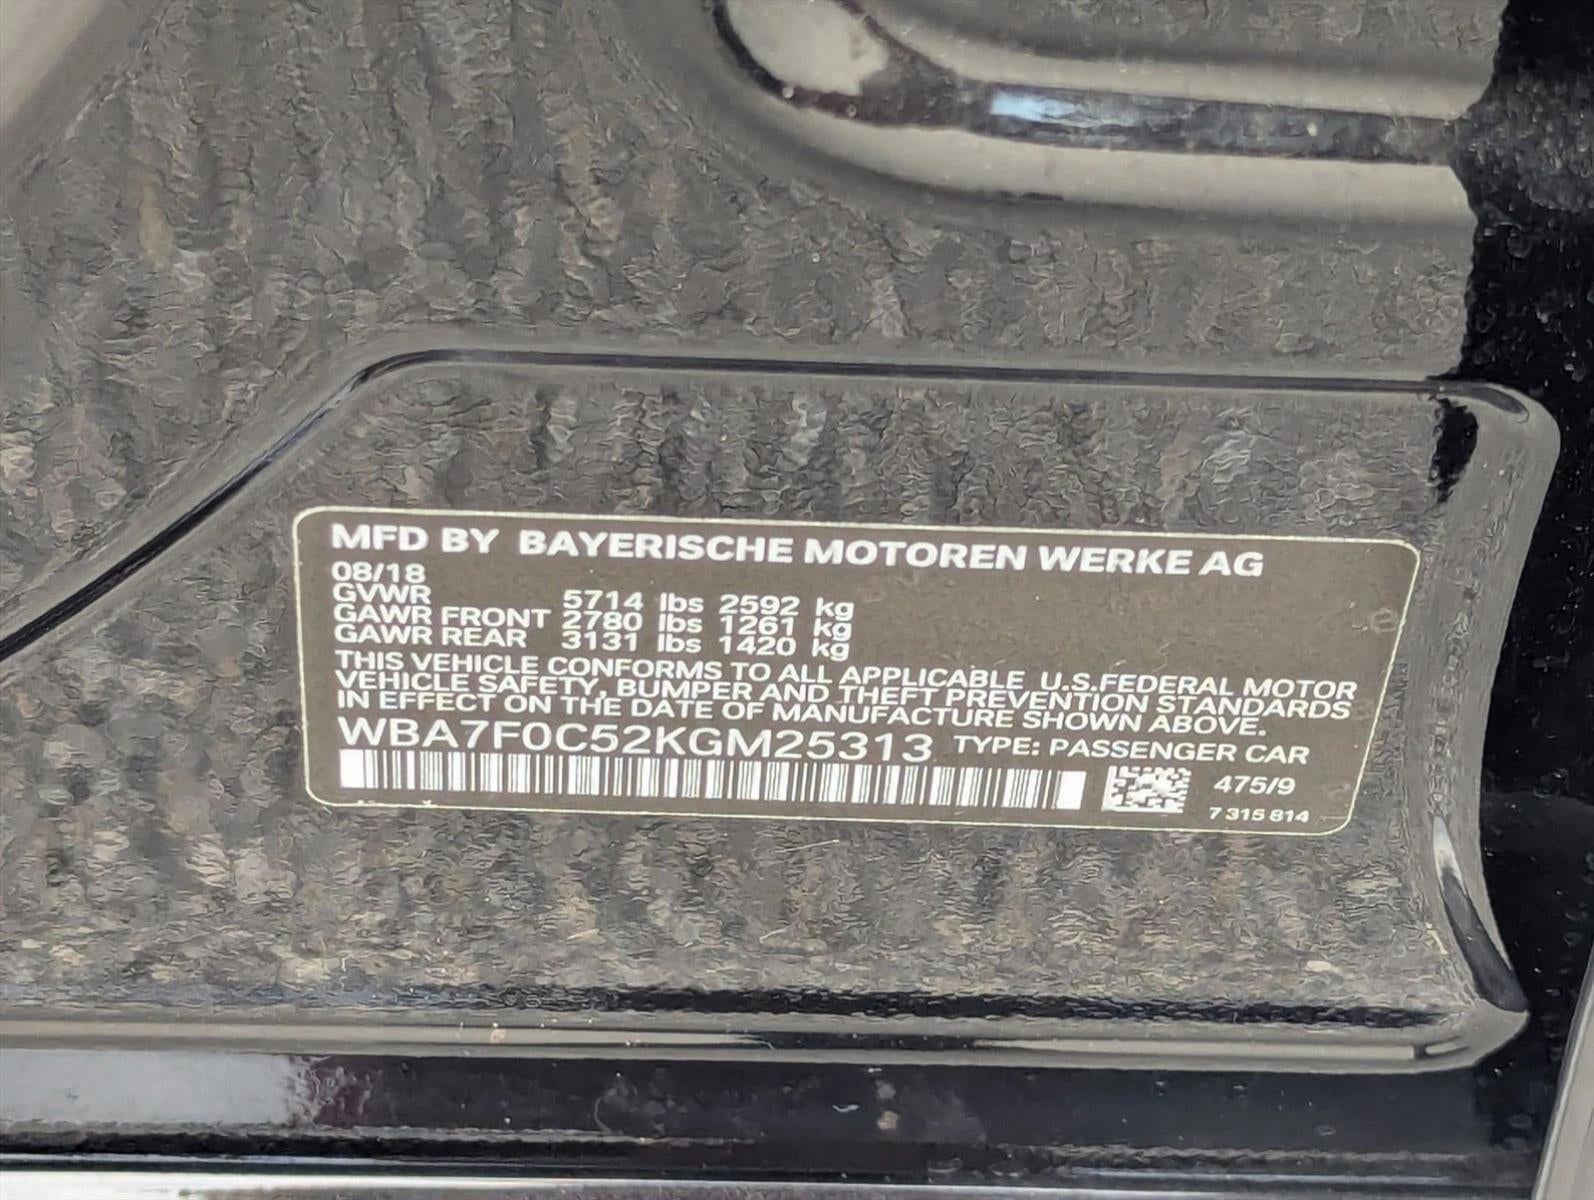 MFD BY BAYERISCHE MOTOREN WERKE AG
08/18
GVWR 5714 lbs 2592 kg
GAWR FRONT 2780 lbs 1261 kg
GAWR REAR 3131 lbs 1420 kg
THIS VEHICLE CONFORMS TO ALL APPLICABLE U.S.FEDERAL MOTOR
VEHICLE SAFETY, BUMPER AND THEFT PREVENTION STANDARDS
IN EFFECT ON THE DATE OF MANUFACTURE SHOWN ABOVE.
WBA7F0C52KGM25313 TYPE: PASSENGER CAR
475/9
7 315 814